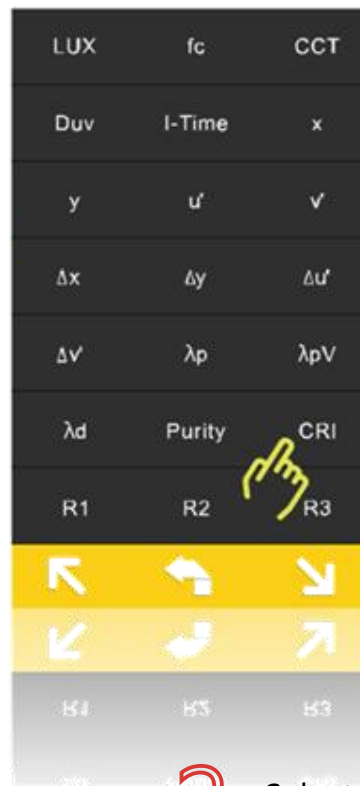 LUX fc CCT
Duv I-Time x
y u' v'
Δx Δy Δu'
Δv' λp λpV
λd Purity CRI
R1 R2 R3